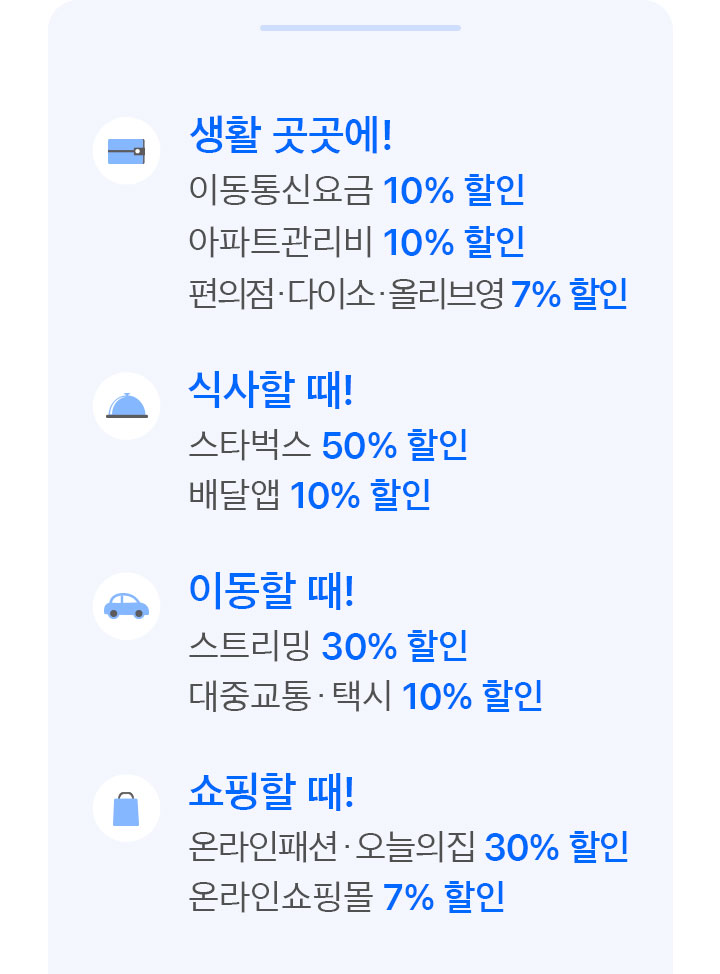 생활 곳곳에!
이동통신요금 10% 할인
아파트관리비 10% 할인
편의점·다이소·올리브영 7% 할인
식사할 때!
스타벅스 50% 할인
배달앱 10% 할인
이동할 때!
스트리밍 30% 할인
대중교통·택시 10% 할인
쇼핑할 때!
온라인패션·오늘의집 30% 할인
온라인쇼핑몰 7% 할인